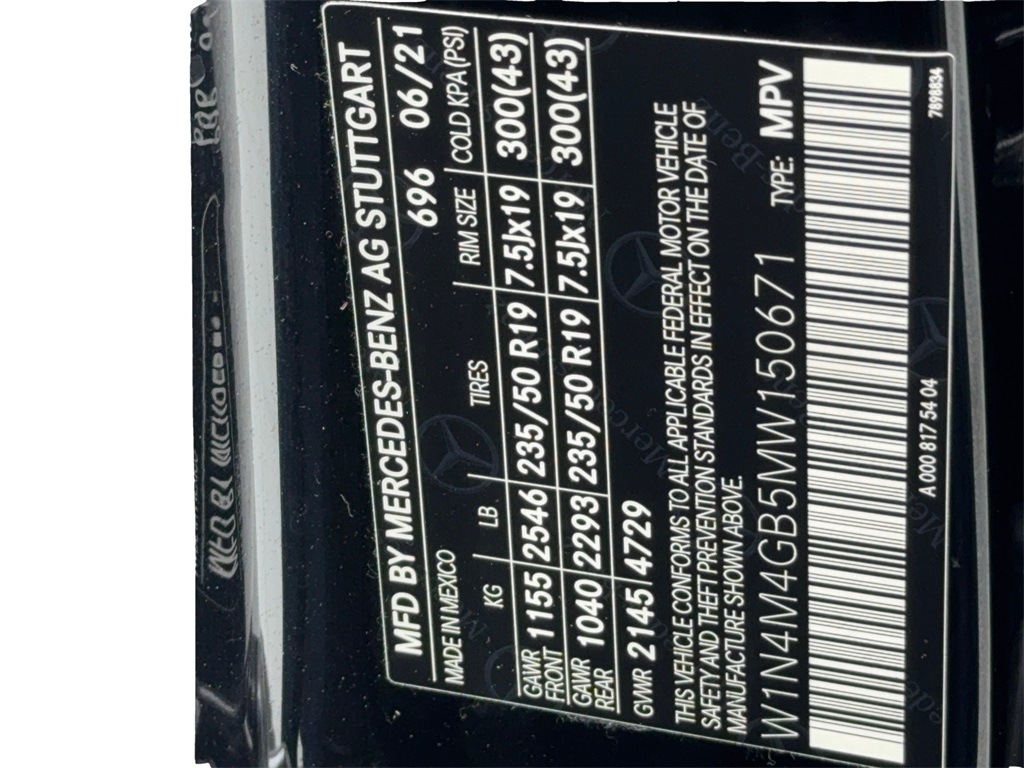 MFD BY MERCEDES-BENZ AG STUTTGART
MADE IN MEXICO 696 06/21
KG LB TIRES RIM SIZE COLD KPA (PSI)
GAWR FRONT 1155 2546 235/50 R19 7.5Jx19 300(43)
GAWR REAR 1040 2293 235/50 R19 7.5Jx19 300(43)
GVWR 2145 4729
THIS VEHICLE CONFORMS TO ALL APPLICABLE FEDERAL MOTOR VEHICLE
SAFETY AND THEFT PREVENTION STANDARDS IN EFFECT ON THE DATE OF
MANUFACTURE SHOWN ABOVE.
W1N4M4GB5MW150671 TYPE: MPV
A 000 817 54 04 7898834